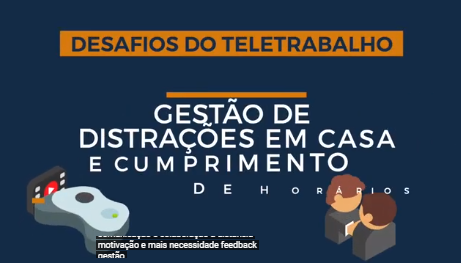 DESAFIOS DO TELETRABALHO
GESTÃO DE
DISTRAÇÕES EM CASA
E CUMPRIMENTO
DE HORÁRIOS
motivação e mais necessidade feedback
gestão